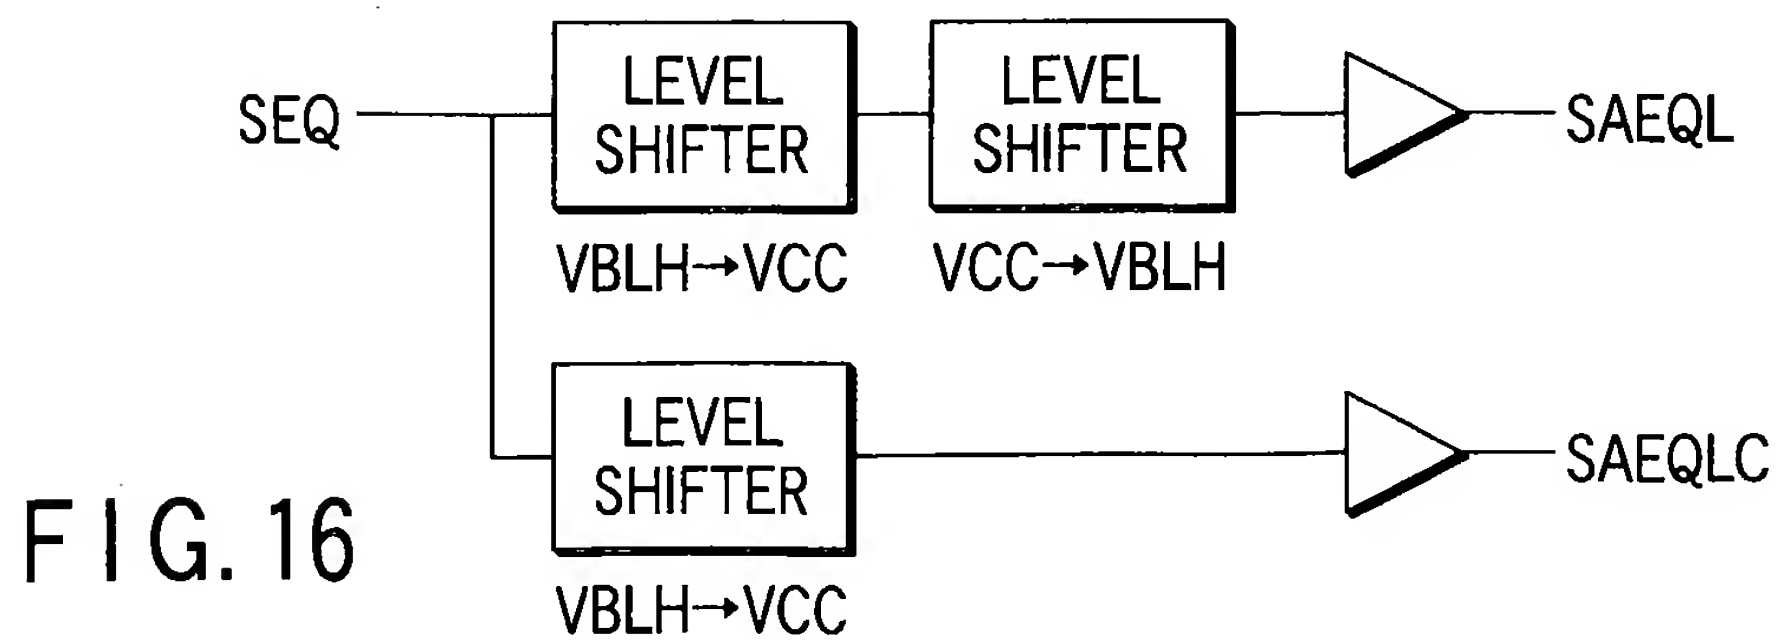 SEQ
LEVEL
SHIFTER
VBLH→VCC
LEVEL
SHIFTER
VCC→VBLH
SAEQL
LEVEL
SHIFTER
VBLH→VCC
SAEQLC
FIG. 16